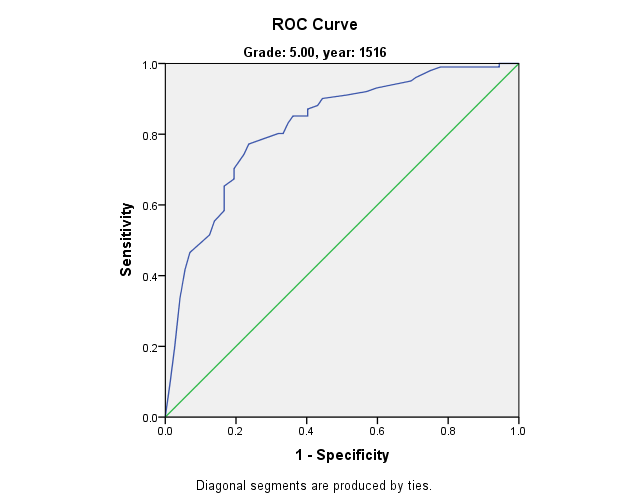 ROC Curve
Grade: 5.00, year: 1516
1.0
0.8
0.6
0.4
0.2
0.0
Sensitivity
0.0 0.2 0.4 0.6 0.8 1.0
1 - Specificity
Diagonal segments are produced by ties.